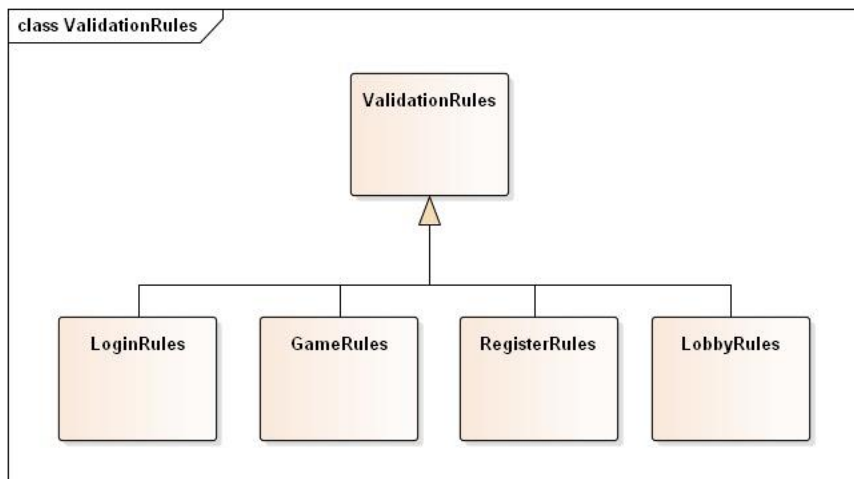 class ValidationRules
ValidationRules
LoginRules
GameRules
RegisterRules
LobbyRules